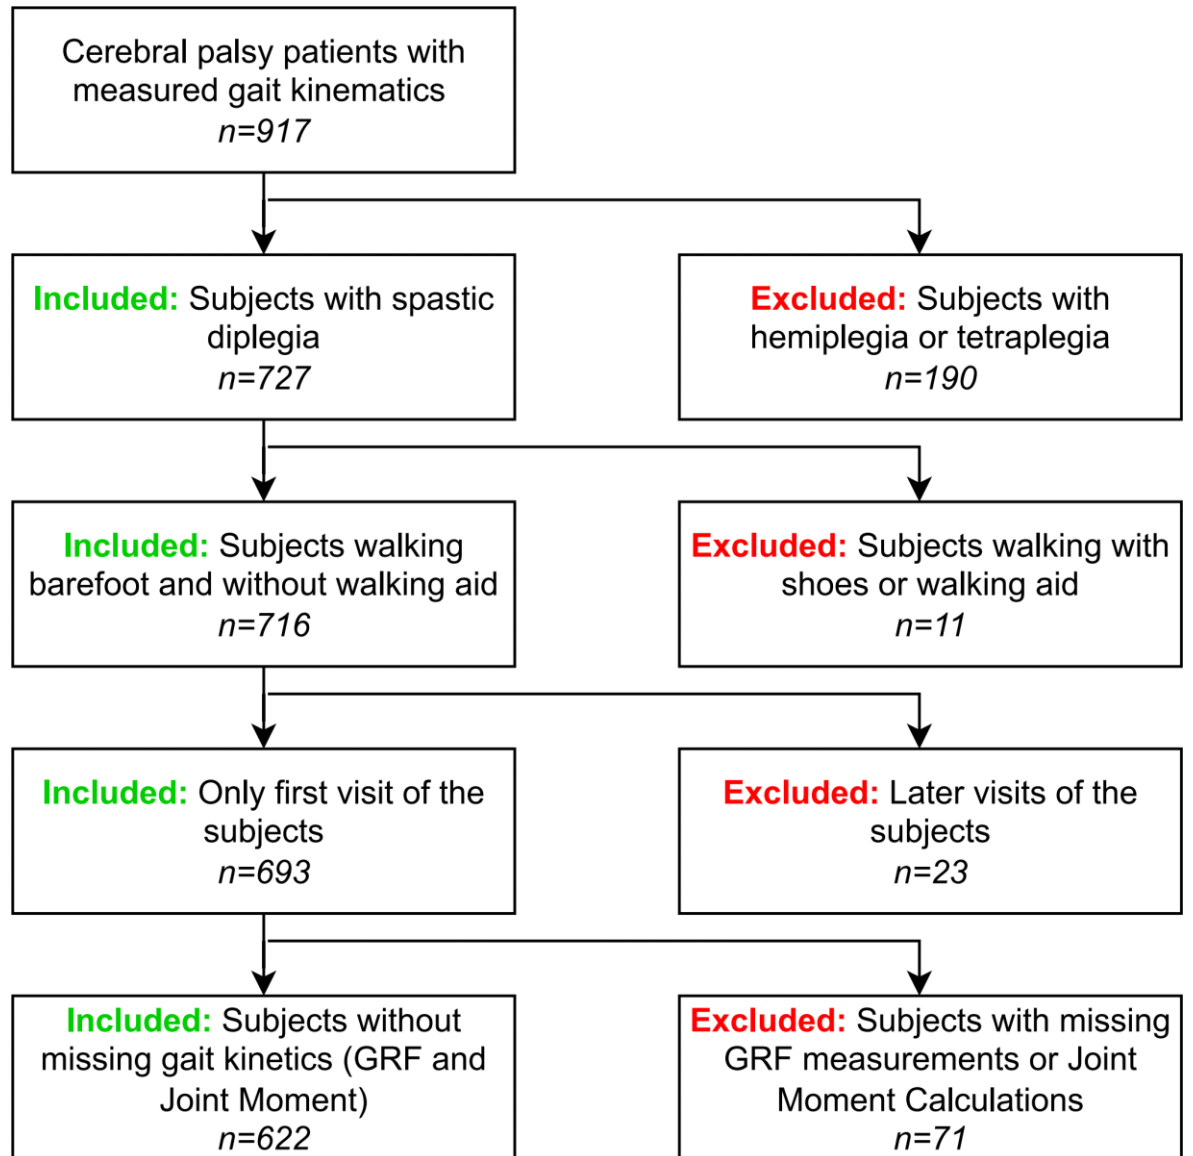 Cerebral palsy patients with
measured gait kinematics
n=917
Included: Subjects with spastic
diplegia
n=727
Excluded: Subjects with
hemiplegia or tetraplegia
n=190
Included: Subjects walking
barefoot and without walking aid
n=716
Excluded: Subjects walking with
shoes or walking aid
n=11
Included: Only first visit of the
subjects
n=693
Excluded: Later visits of the
subjects
n=23
Included: Subjects without
missing gait kinetics (GRF and
Joint Moment)
n=622
Excluded: Subjects with missing
GRF measurements or Joint
Moment Calculations
n=71